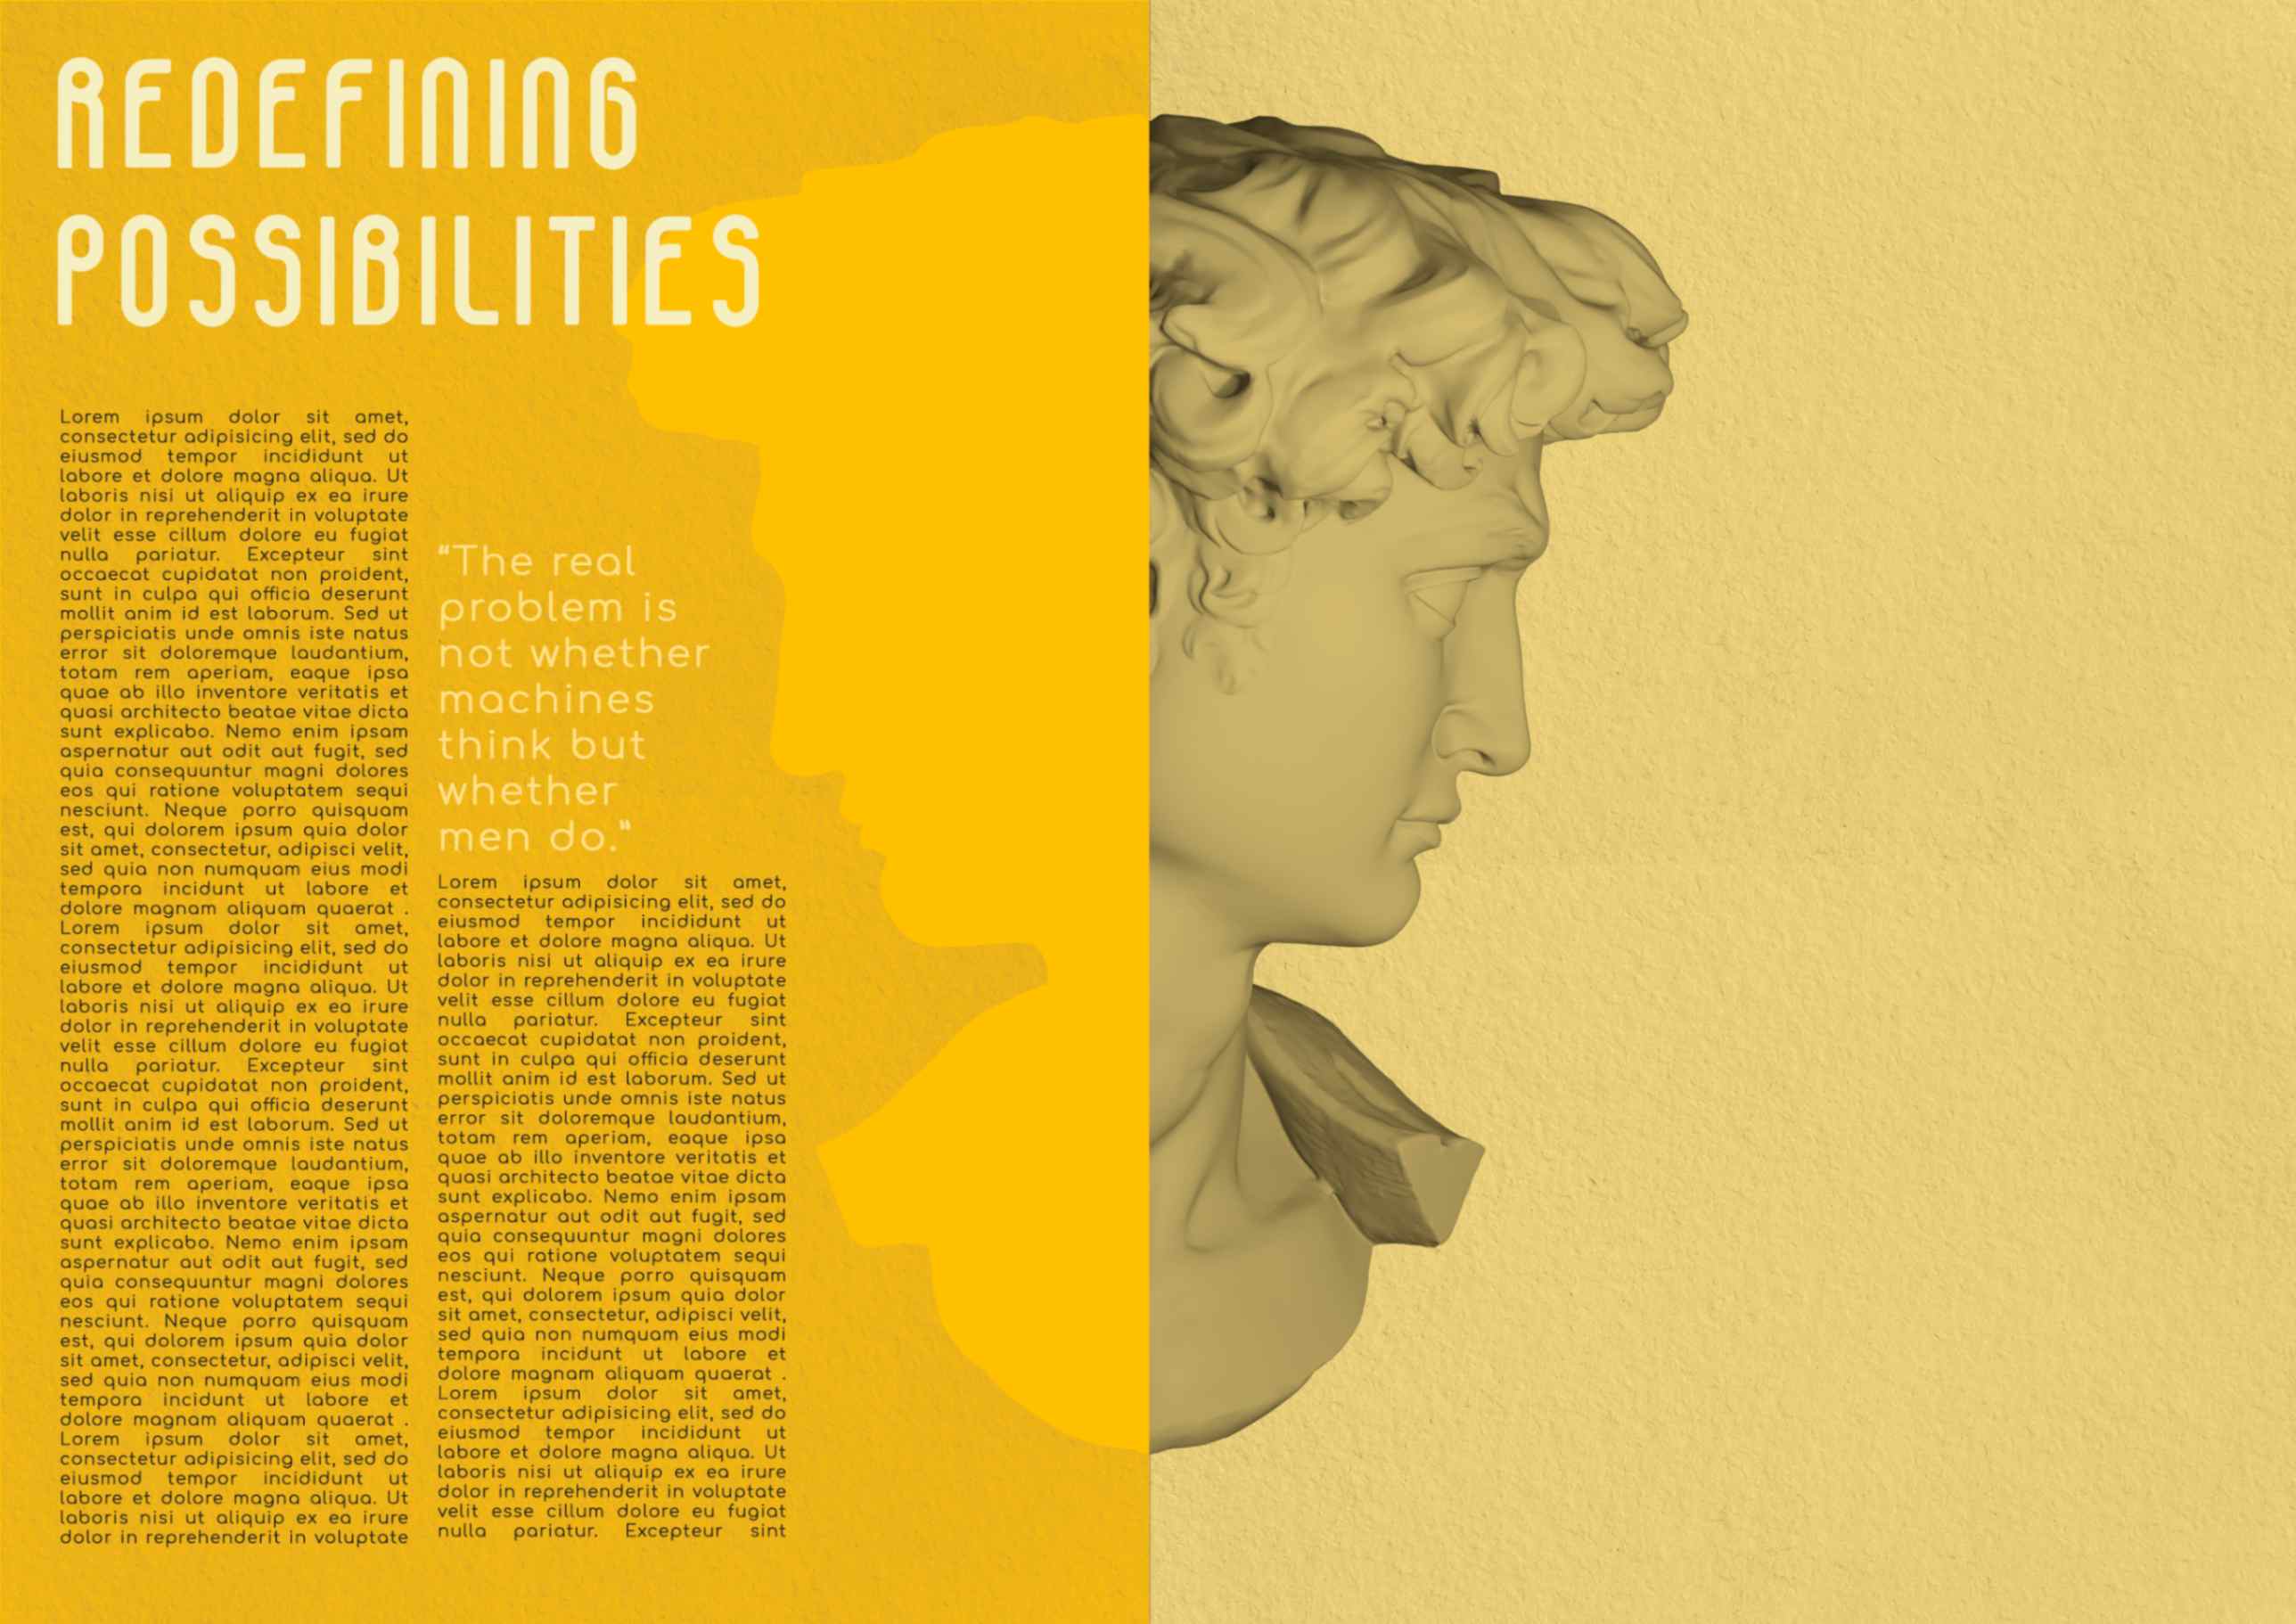 REDEFINING
POSSIBILITIES
Lorem ipsum dolor sit amet,
consectetur adipisicing elit, sed do
eiusmod tempor incididunt ut
labore et dolore magna aliqua. Ut
laboris nisi ut aliquip ex ea irure
dolor in reprehenderit in voluptate
velit esse cillum dolore eu fugiat
nulla pariatur. Excepteur sint
occaecat cupidatat non proident,
sunt in culpa qui officia deserunt
mollit anim id est laborum. Sed ut
perspiciatis unde omnis iste natus
error sit doloremque laudantium,
totam rem aperiam, eaque ipsa
quae ab illo inventore veritatis et
quasi architecto beatae vitae dicta
sunt explicabo. Nemo enim ipsam
aspernatur aut odit aut fugit, sed
quia consequuntur magni dolores
eos qui ratione voluptatem sequi
nesciunt. Neque porro quisquam
est, qui dolorem ipsum quia dolor
sit amet, consectetur, adipisci velit,
sed quia non numquam eius modi
tempora incidunt ut labore et
dolore magnam aliquam quaerat .
Lorem ipsum dolor sit amet,
consectetur adipisicing elit, sed do
eiusmod tempor incididunt ut
labore et dolore magna aliqua. Ut
laboris nisi ut aliquip ex ea irure
dolor in reprehenderit in voluptate
velit esse cillum dolore eu fugiat
nulla pariatur. Excepteur sint
occaecat cupidatat non proident,
sunt in culpa qui officia deserunt
mollit anim id est laborum. Sed ut
perspiciatis unde omnis iste natus
error sit doloremque laudantium,
totam rem aperiam, eaque ipsa
quae ab illo inventore veritatis et
quasi architecto beatae vitae dicta
sunt explicabo. Nemo enim ipsam
aspernatur aut odit aut fugit, sed
quia consequuntur magni dolores
eos qui ratione voluptatem sequi
nesciunt. Neque porro quisquam
est, qui dolorem ipsum quia dolor
sit amet, consectetur, adipisci velit,
sed quia non numquam eius modi
tempora incidunt ut labore et
dolore magnam aliquam quaerat .
Lorem ipsum dolor sit amet,
consectetur adipisicing elit, sed do
eiusmod tempor incididunt ut
labore et dolore magna aliqua. Ut
laboris nisi ut aliquip ex ea irure
dolor in reprehenderit in voluptate
"The real
problem is
not whether
machines
think but
whether
men do."
Lorem ipsum dolor sit amet,
consectetur adipisicing elit, sed do
eiusmod tempor incididunt ut
labore et dolore magna aliqua. Ut
laboris nisi ut aliquip ex ea irure
dolor in reprehenderit in voluptate
velit esse cillum dolore eu fugiat
nulla pariatur. Excepteur sint
occaecat cupidatat non proident,
sunt in culpa qui officia deserunt
mollit anim id est laborum. Sed ut
perspiciatis unde omnis iste natus
error sit doloremque laudantium,
totam rem aperiam, eaque ipsa
quae ab illo inventore veritatis et
quasi architecto beatae vitae dicta
sunt explicabo. Nemo enim ipsam
aspernatur aut odit aut fugit, sed
quia consequuntur magni dolores
eos qui ratione voluptatem sequi
nesciunt. Neque porro quisquam
est, qui dolorem ipsum quia dolor
sit amet, consectetur, adipisci velit,
sed quia non numquam eius modi
tempora incidunt ut labore et
dolore magnam aliquam quaerat .
Lorem ipsum dolor sit amet,
consectetur adipisicing elit, sed do
eiusmod tempor incididunt ut
labore et dolore magna aliqua. Ut
laboris nisi ut aliquip ex ea irure
dolor in reprehenderit in voluptate
velit esse cillum dolore eu fugiat
nulla pariatur. Excepteur sint